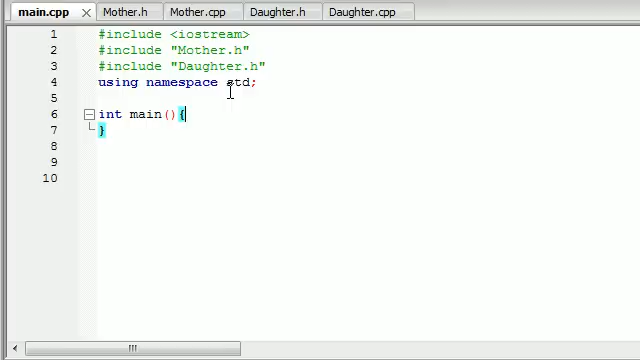 main.cpp Mother.h Mother.cpp Daughter.h Daughter.cpp
1 #include <iostream>
2 #include "Mother.h"
3 #include "Daughter.h"
4 using namespace std;
5
6 int main(){
7 }
8
9
10